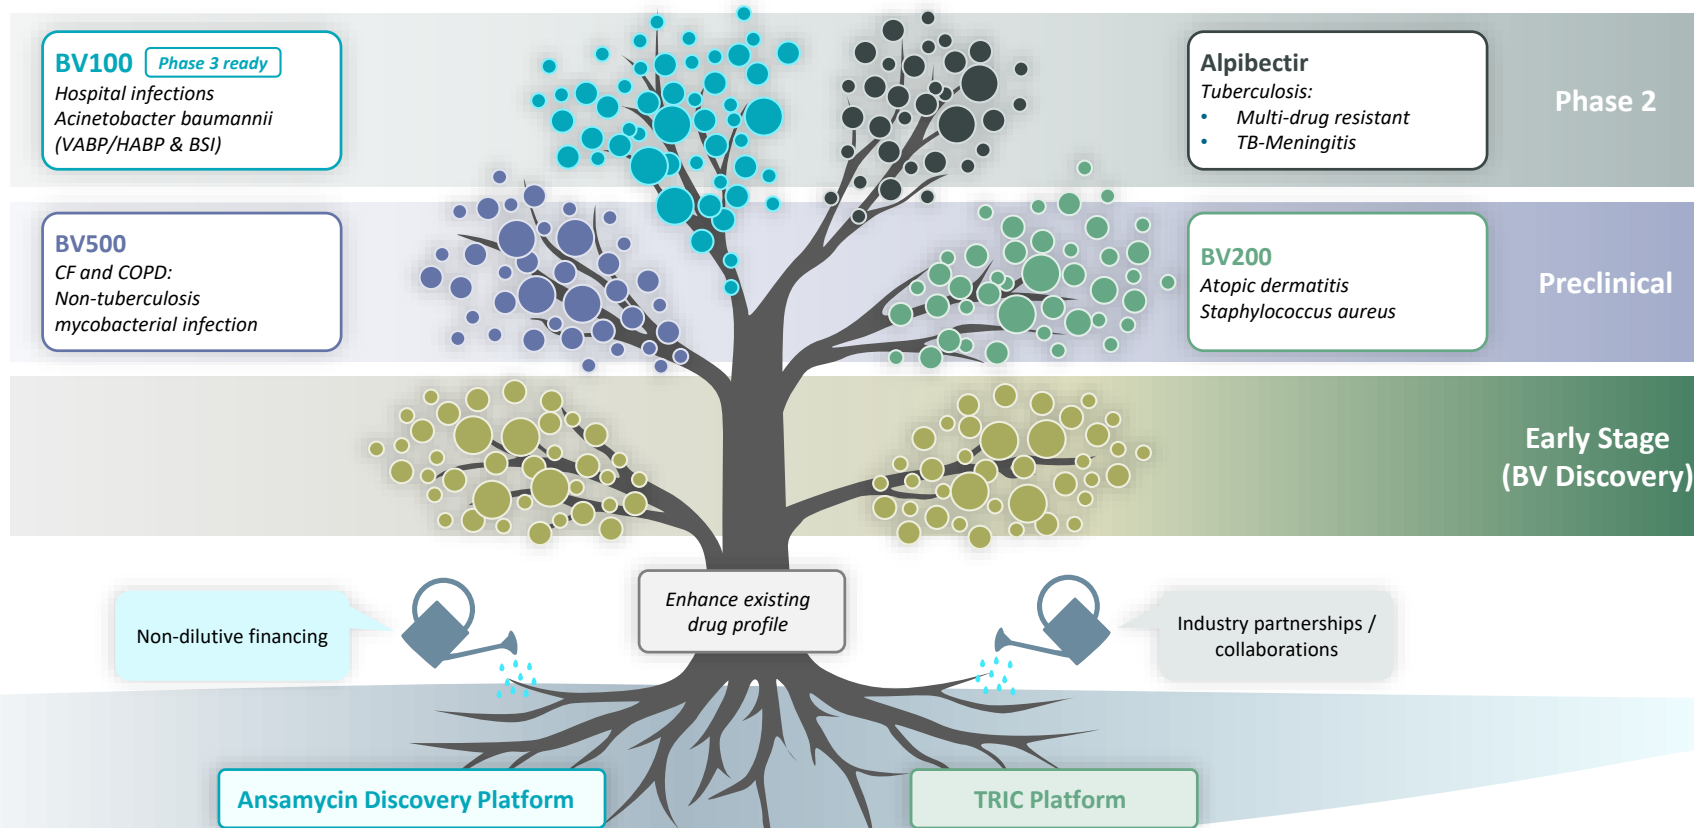 BV100
Phase 3 ready
Hospital infections
Acinetobacter baumannii
(VABP/HABP & BSI)
Alpibectir
Tuberculosis:
• Multi-drug resistant
• TB-Meningitis
Phase 2
BV500
CF and COPD:
Non-tuberculosis
mycobacterial infection
BV200
Atopic dermatitis
Staphylococcus aureus
Preclinical
Early Stage
(BV Discovery)
Enhance existing
drug profile
Non-dilutive financing
Industry partnerships /
collaborations
Ansamycin Discovery Platform
TRIC Platform